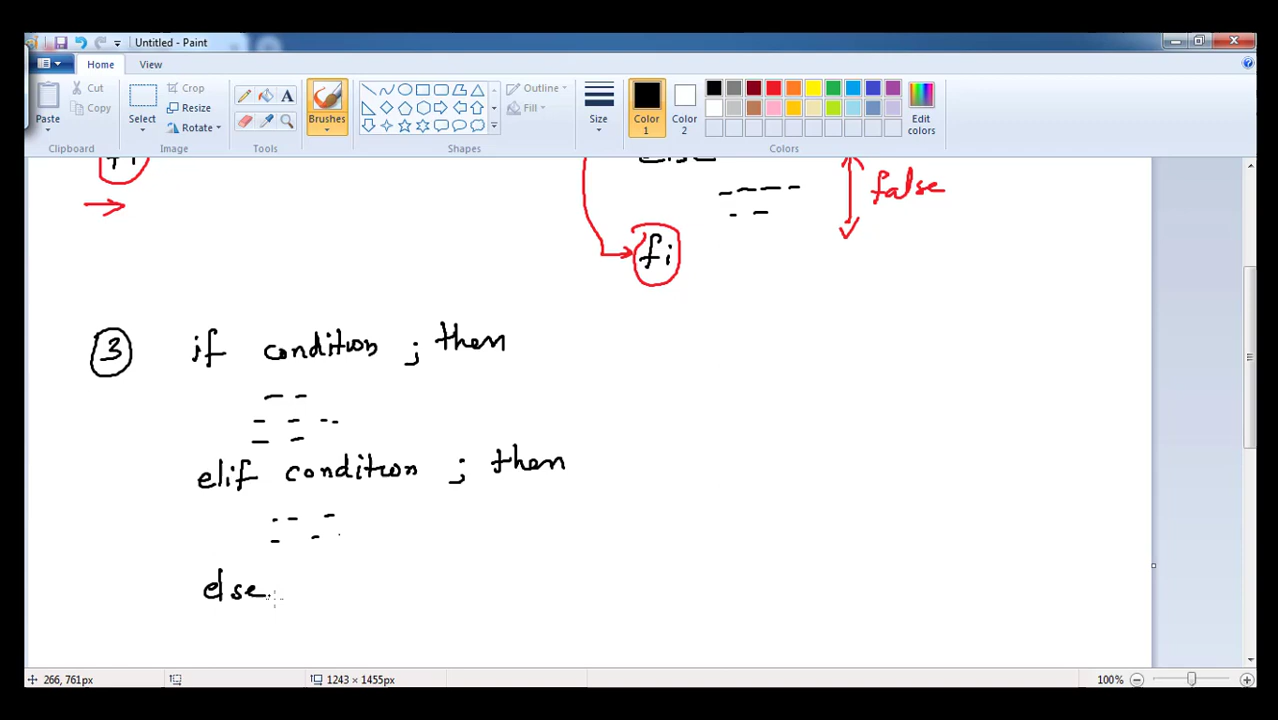 Untitled - Paint
Home View
Paste
Cut
Copy
Clipboard
Select
Crop
Resize
Rotate
Image
A
Tools
Brushes
Shapes
Outline
Fill
Size
Color 1
Color 2
Edit colors
Colors
fi
else
false
fi
3 if condition ; then
elif condition ; then
else
266, 761px
1243 × 1455px
100%